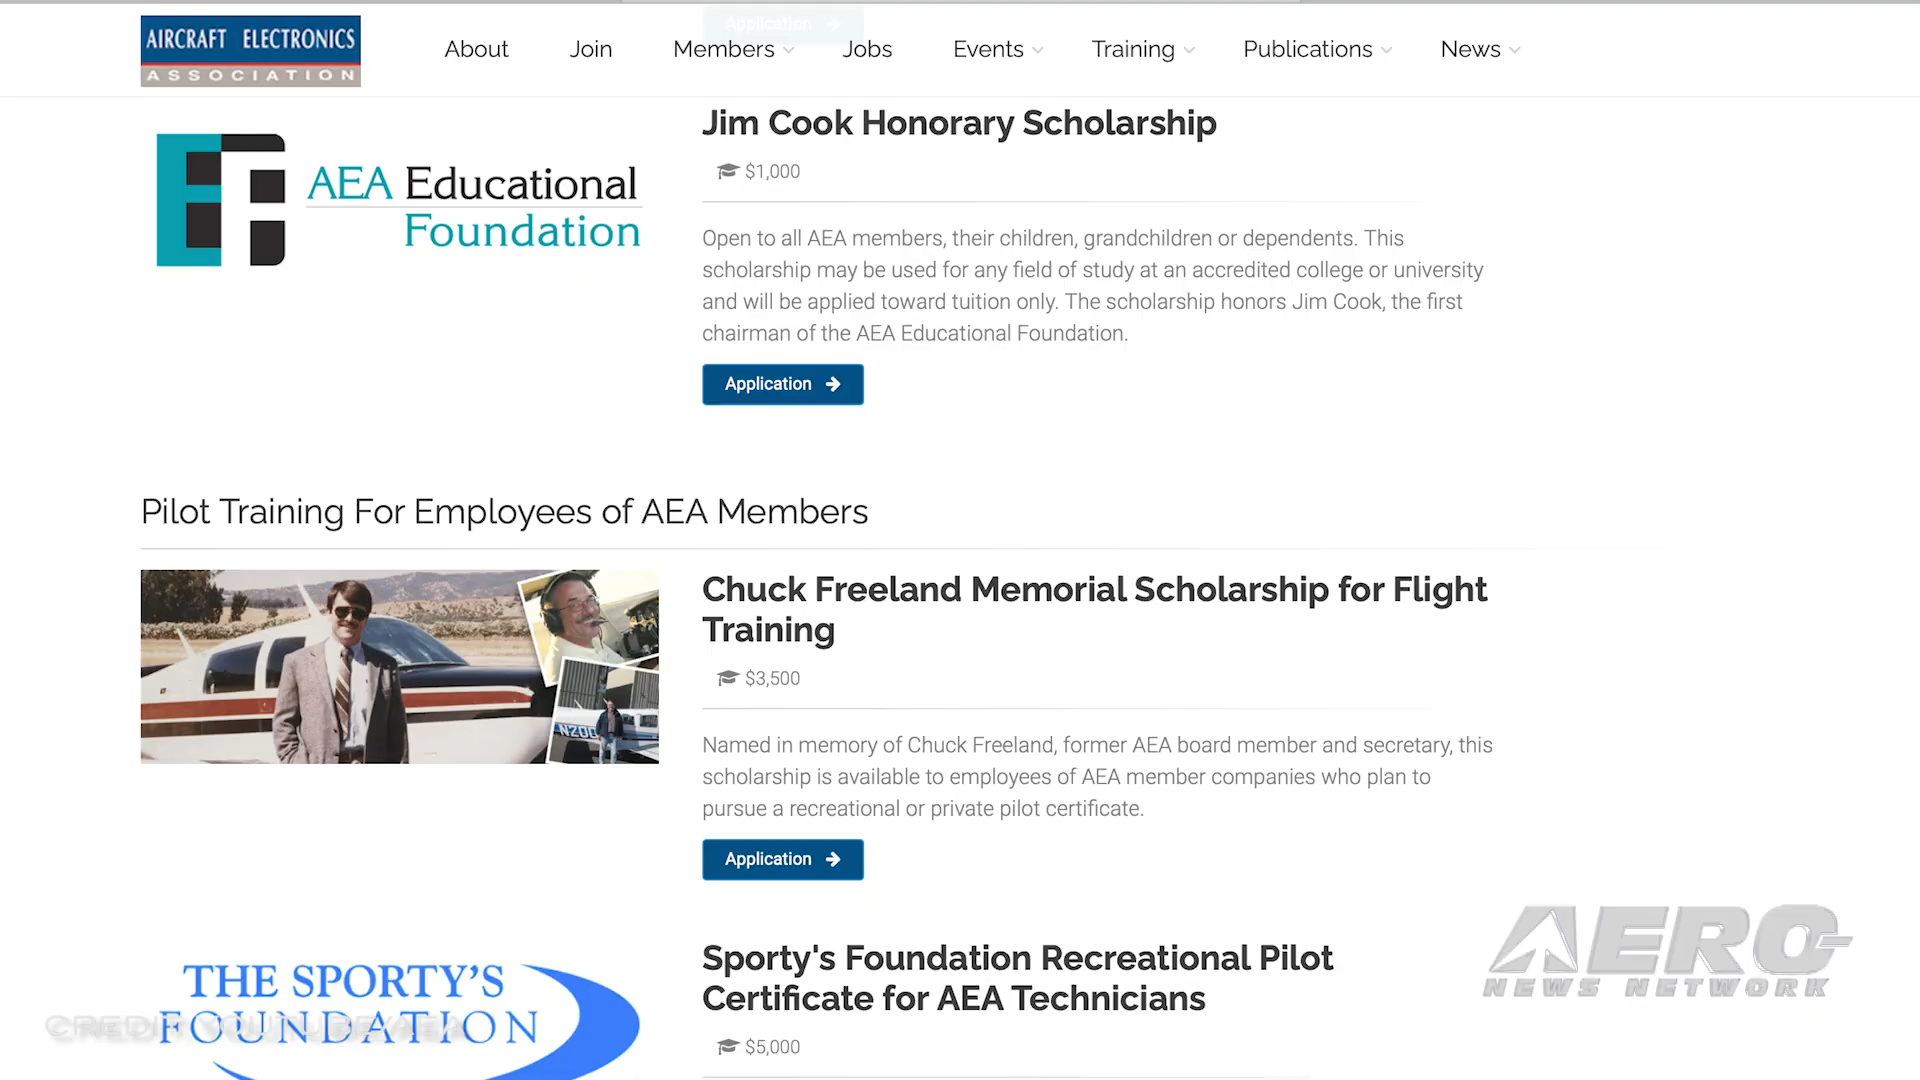 Application
AIRCRAFT ELECTRONICS
ASSOCIATION
About Join Members Jobs Events Training Publications News
AEA Educational
Foundation
Jim Cook Honorary Scholarship
$1,000
Open to all AEA members, their children, grandchildren or dependents. This
scholarship may be used for any field of study at an accredited college or university
and will be applied toward tuition only. The scholarship honors Jim Cook, the first
chairman of the AEA Educational Foundation.
Application
Pilot Training For Employees of AEA Members
N200
Chuck Freeland Memorial Scholarship for Flight
Training
$3,500
Named in memory of Chuck Freeland, former AEA board member and secretary, this
scholarship is available to employees of AEA member companies who plan to
pursue a recreational or private pilot certificate.
Application
THE SPORTY'S
FOUNDATION
CREDIT: YOUTUBE/AEA
Sporty's Foundation Recreational Pilot
Certificate for AEA Technicians
$5,000
AERO
NEWS NETWORK